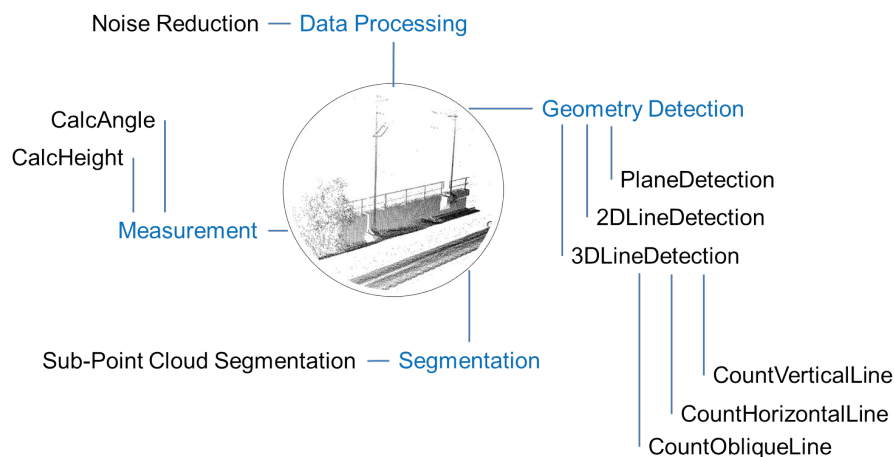 Noise Reduction
Data Processing
CalcAngle
CalcHeight
Measurement
Geometry Detection
PlaneDetection
2DLineDetection
3DLineDetection
Sub-Point Cloud Segmentation
Segmentation
CountVerticalLine
CountHorizontalLine
CountObliqueLine